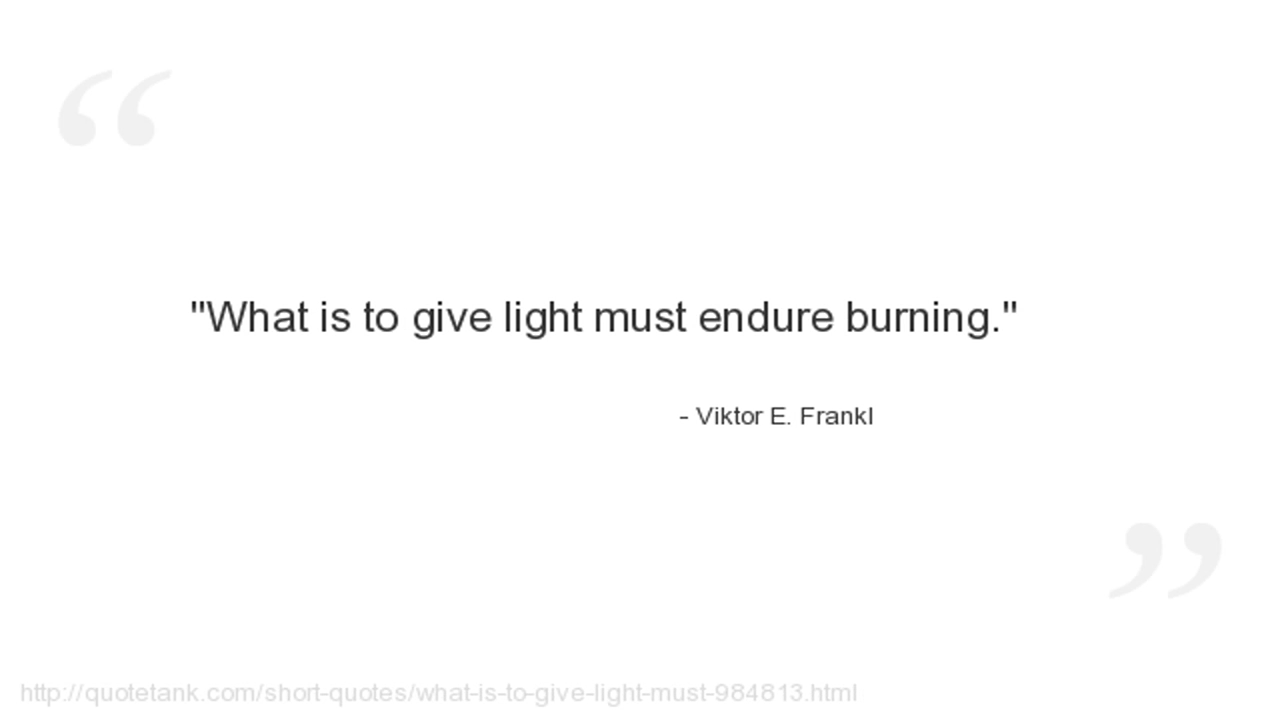 "What is to give light must endure burning."
- Viktor E. Frankl
http://quotetank.com/short-quotes/what-is-to-give-light-must-984813.html